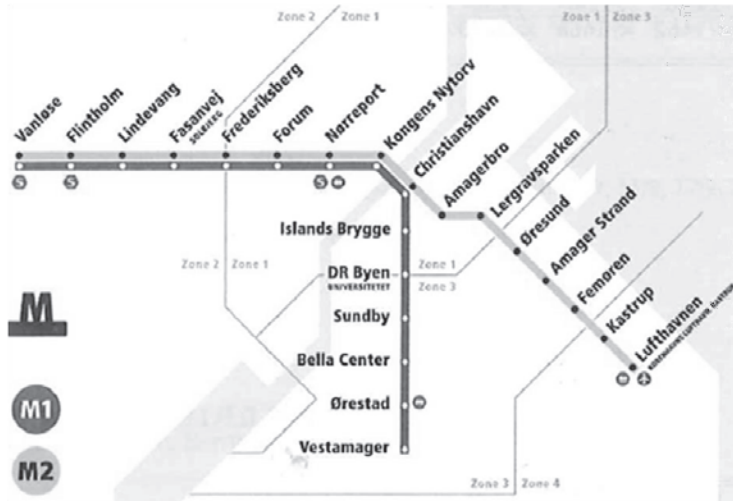 Zone 2 Zone 1
Zone 1 Zone 3
Vanløse
Flintholm
Lindevang
Fasanvej
Frederiksberg
Forum
Nørreport
Kongens Nytorv
Christianshavn
Amagerbro
Lergravsparken
Øresund
Amager Strand
Femøren
Kastrup
Lufthavnen
S
S
S
Islands Brygge
Zone 2 Zone 1
DR Byen
UNIVERSITETET
Zone 1
Zone 3
Sundby
Bella Center
Ørestad
Vestamager
M
M1
M2
Zone 3 Zone 4